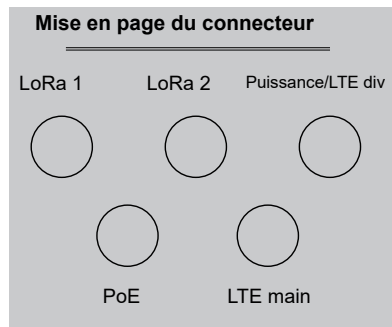 Mise en page du connecteur
LoRa 1 LoRa 2 Puissance/LTE div
PoE LTE main